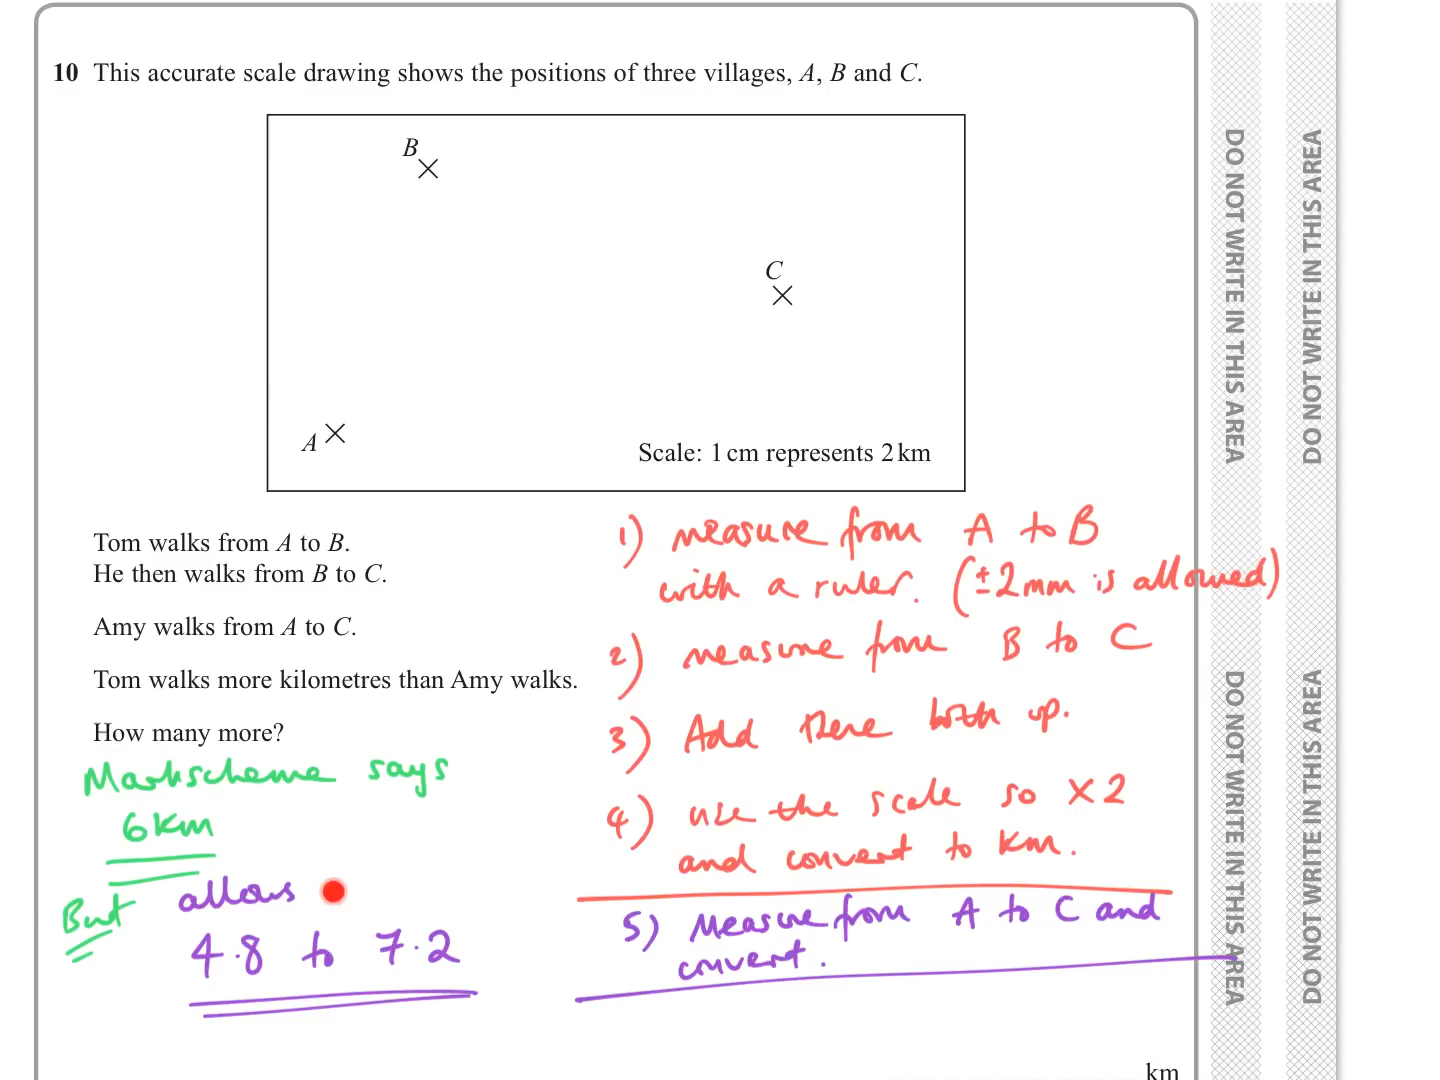 10 This accurate scale drawing shows the positions of three villages, A, B and C.
B
C
A
Scale: 1 cm represents 2 km
Tom walks from A to B.
He then walks from B to C.
Amy walks from A to C.
Tom walks more kilometres than Amy walks.
How many more?
Markscheme says
6 km
But allows
4.8 to 7.2
1) measure from A to B
with a ruler. (±2mm is allowed)
2) measure from B to C
3) Add these both up.
4) use the scale so ×2
and convert to km.
5) Measure from A to C and
convert.
km
DO NOT WRITE IN THIS AREA
DO NOT WRITE IN THIS AREA
DO NOT WRITE IN THIS AREA
DO NOT WRITE IN THIS AREA